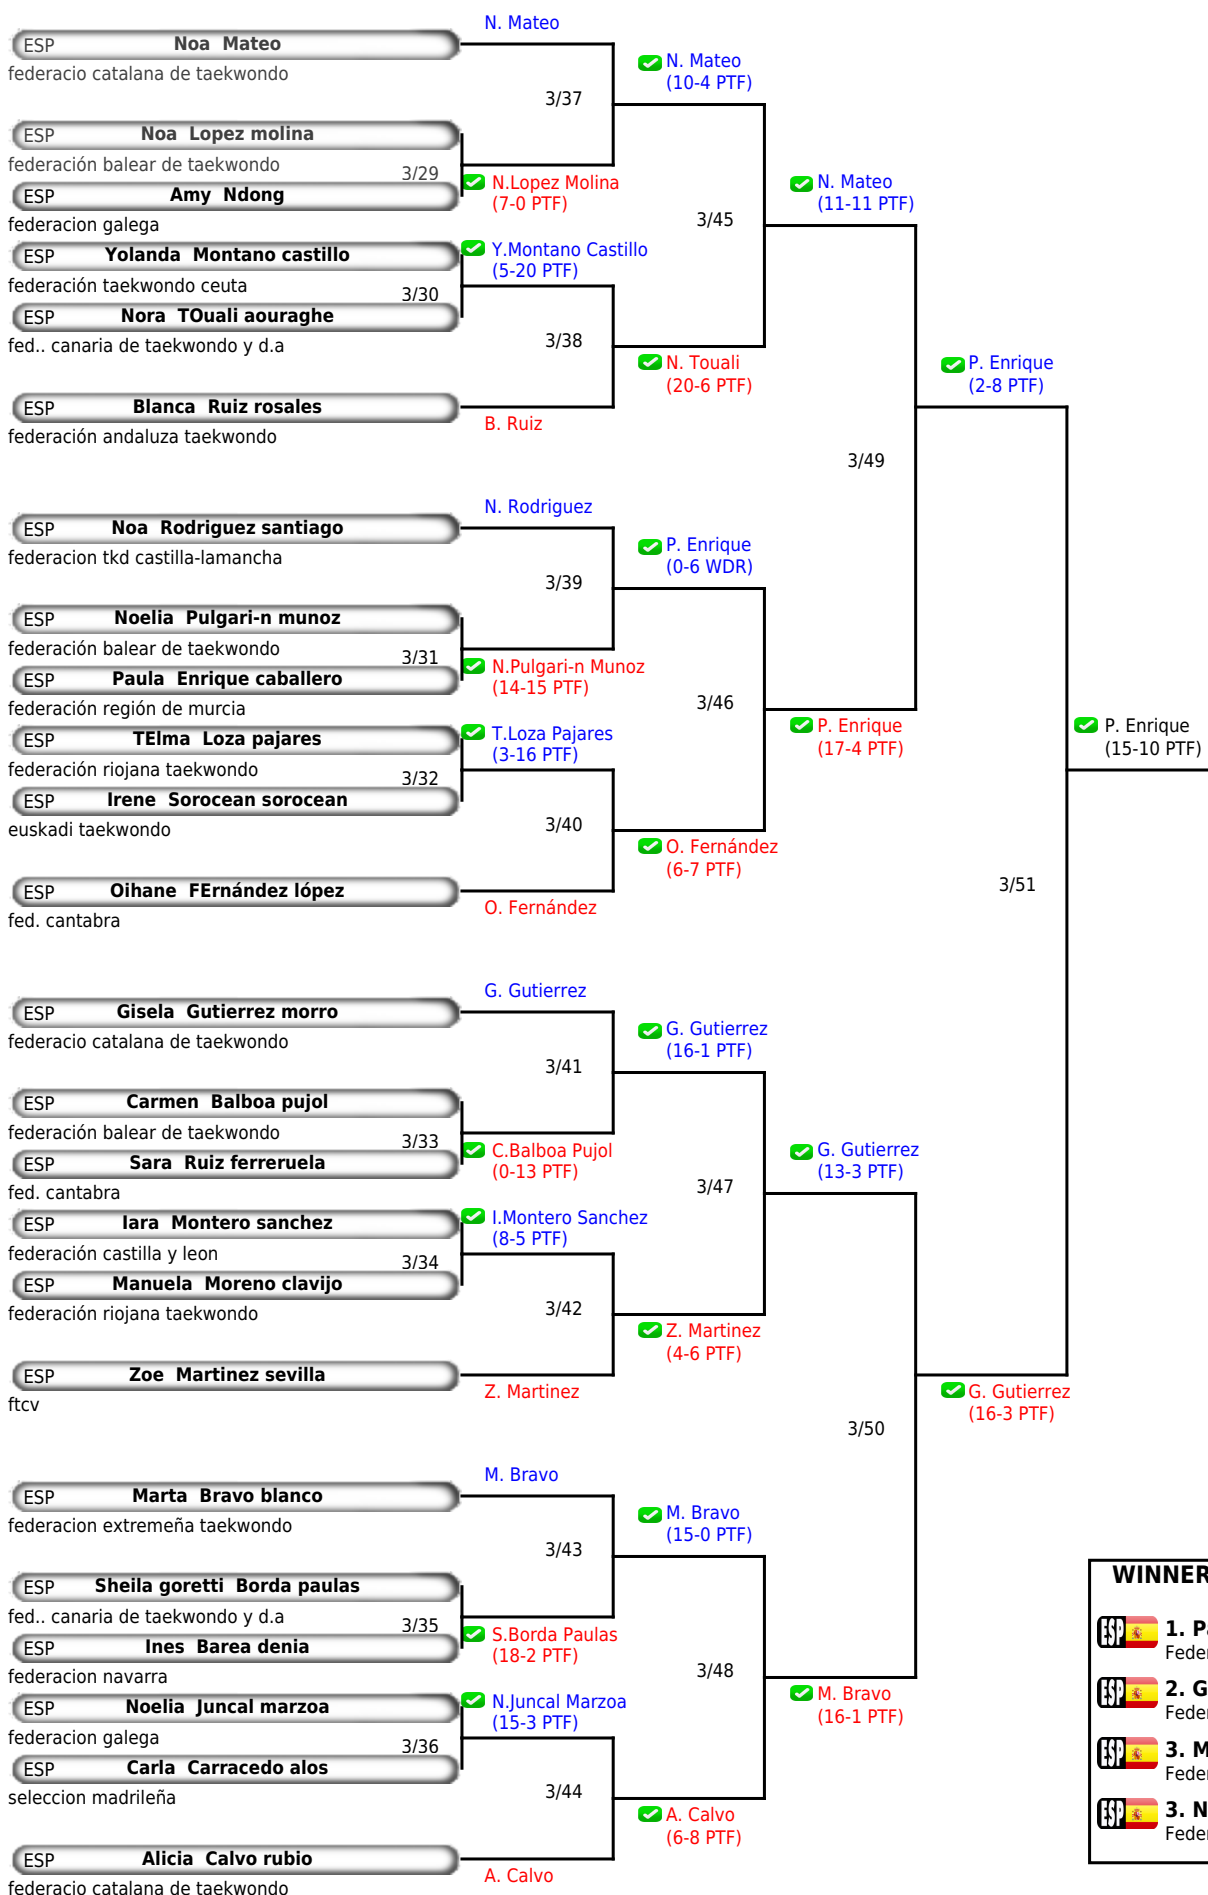 N. Mateo
ESP Noa Mateo
federacio catalana de taekwondo
N. Mateo
(10-4 PTF)
3/37
ESP Noa Lopez molina
federación balear de taekwondo
3/29
N.Lopez Molina
(7-0 PTF)
ESP Amy Ndong
federacion galega
N. Mateo
(11-11 PTF)
3/45
ESP Yolanda Montano castillo
federación taekwondo ceuta
Y.Montano Castillo
(5-20 PTF)
3/30
ESP Nora TOuali aouraghe
fed.. canaria de taekwondo y d.a
3/38
N. Touali
(20-6 PTF)
P. Enrique
(2-8 PTF)
ESP Blanca Ruiz rosales
federación andaluza taekwondo
B. Ruiz
3/49
N. Rodriguez
ESP Noa Rodriguez santiago
federacion tkd castilla-lamancha
P. Enrique
(0-6 WDR)
3/39
ESP Noelia Pulgari-n munoz
federación balear de taekwondo
3/31
N.Pulgari-n Munoz
(14-15 PTF)
ESP Paula Enrique caballero
federación región de murcia
3/46
P. Enrique
(17-4 PTF)
P. Enrique
(15-10 PTF)
ESP TElma Loza pajares
federación riojana taekwondo
T.Loza Pajares
(3-16 PTF)
3/32
ESP Irene Sorocean sorocean
euskadi taekwondo
3/40
O. Fernández
(6-7 PTF)
ESP Oihane FErnández lópez
fed. cantabra
O. Fernández
3/51
G. Gutierrez
ESP Gisela Gutierrez morro
federacio catalana de taekwondo
G. Gutierrez
(16-1 PTF)
3/41
ESP Carmen Balboa pujol
federación balear de taekwondo
3/33
C.Balboa Pujol
(0-13 PTF)
ESP Sara Ruiz ferreruela
fed. cantabra
G. Gutierrez
(13-3 PTF)
3/47
ESP Iara Montero sanchez
federación castilla y leon
I.Montero Sanchez
(8-5 PTF)
3/34
ESP Manuela Moreno clavijo
federación riojana taekwondo
3/42
Z. Martinez
(4-6 PTF)
ESP Zoe Martinez sevilla
ftcv
Z. Martinez
G. Gutierrez
(16-3 PTF)
3/50
M. Bravo
ESP Marta Bravo blanco
federacion extremeña taekwondo
M. Bravo
(15-0 PTF)
3/43
ESP Sheila goretti Borda paulas
fed.. canaria de taekwondo y d.a
3/35
S.Borda Paulas
(18-2 PTF)
ESP Ines Barea denia
federacion navarra
3/48
M. Bravo
(16-1 PTF)
ESP Noelia Juncal marzoa
federacion galega
N.Juncal Marzoa
(15-3 PTF)
3/36
ESP Carla Carracedo alos
seleccion madrileña
3/44
A. Calvo
(6-8 PTF)
ESP Alicia Calvo rubio
federacio catalana de taekwondo
A. Calvo
WINNER
ESP 1. Pa
Feder
ESP 2. G
Feder
ESP 3. M
Feder
ESP 3. N
Feder